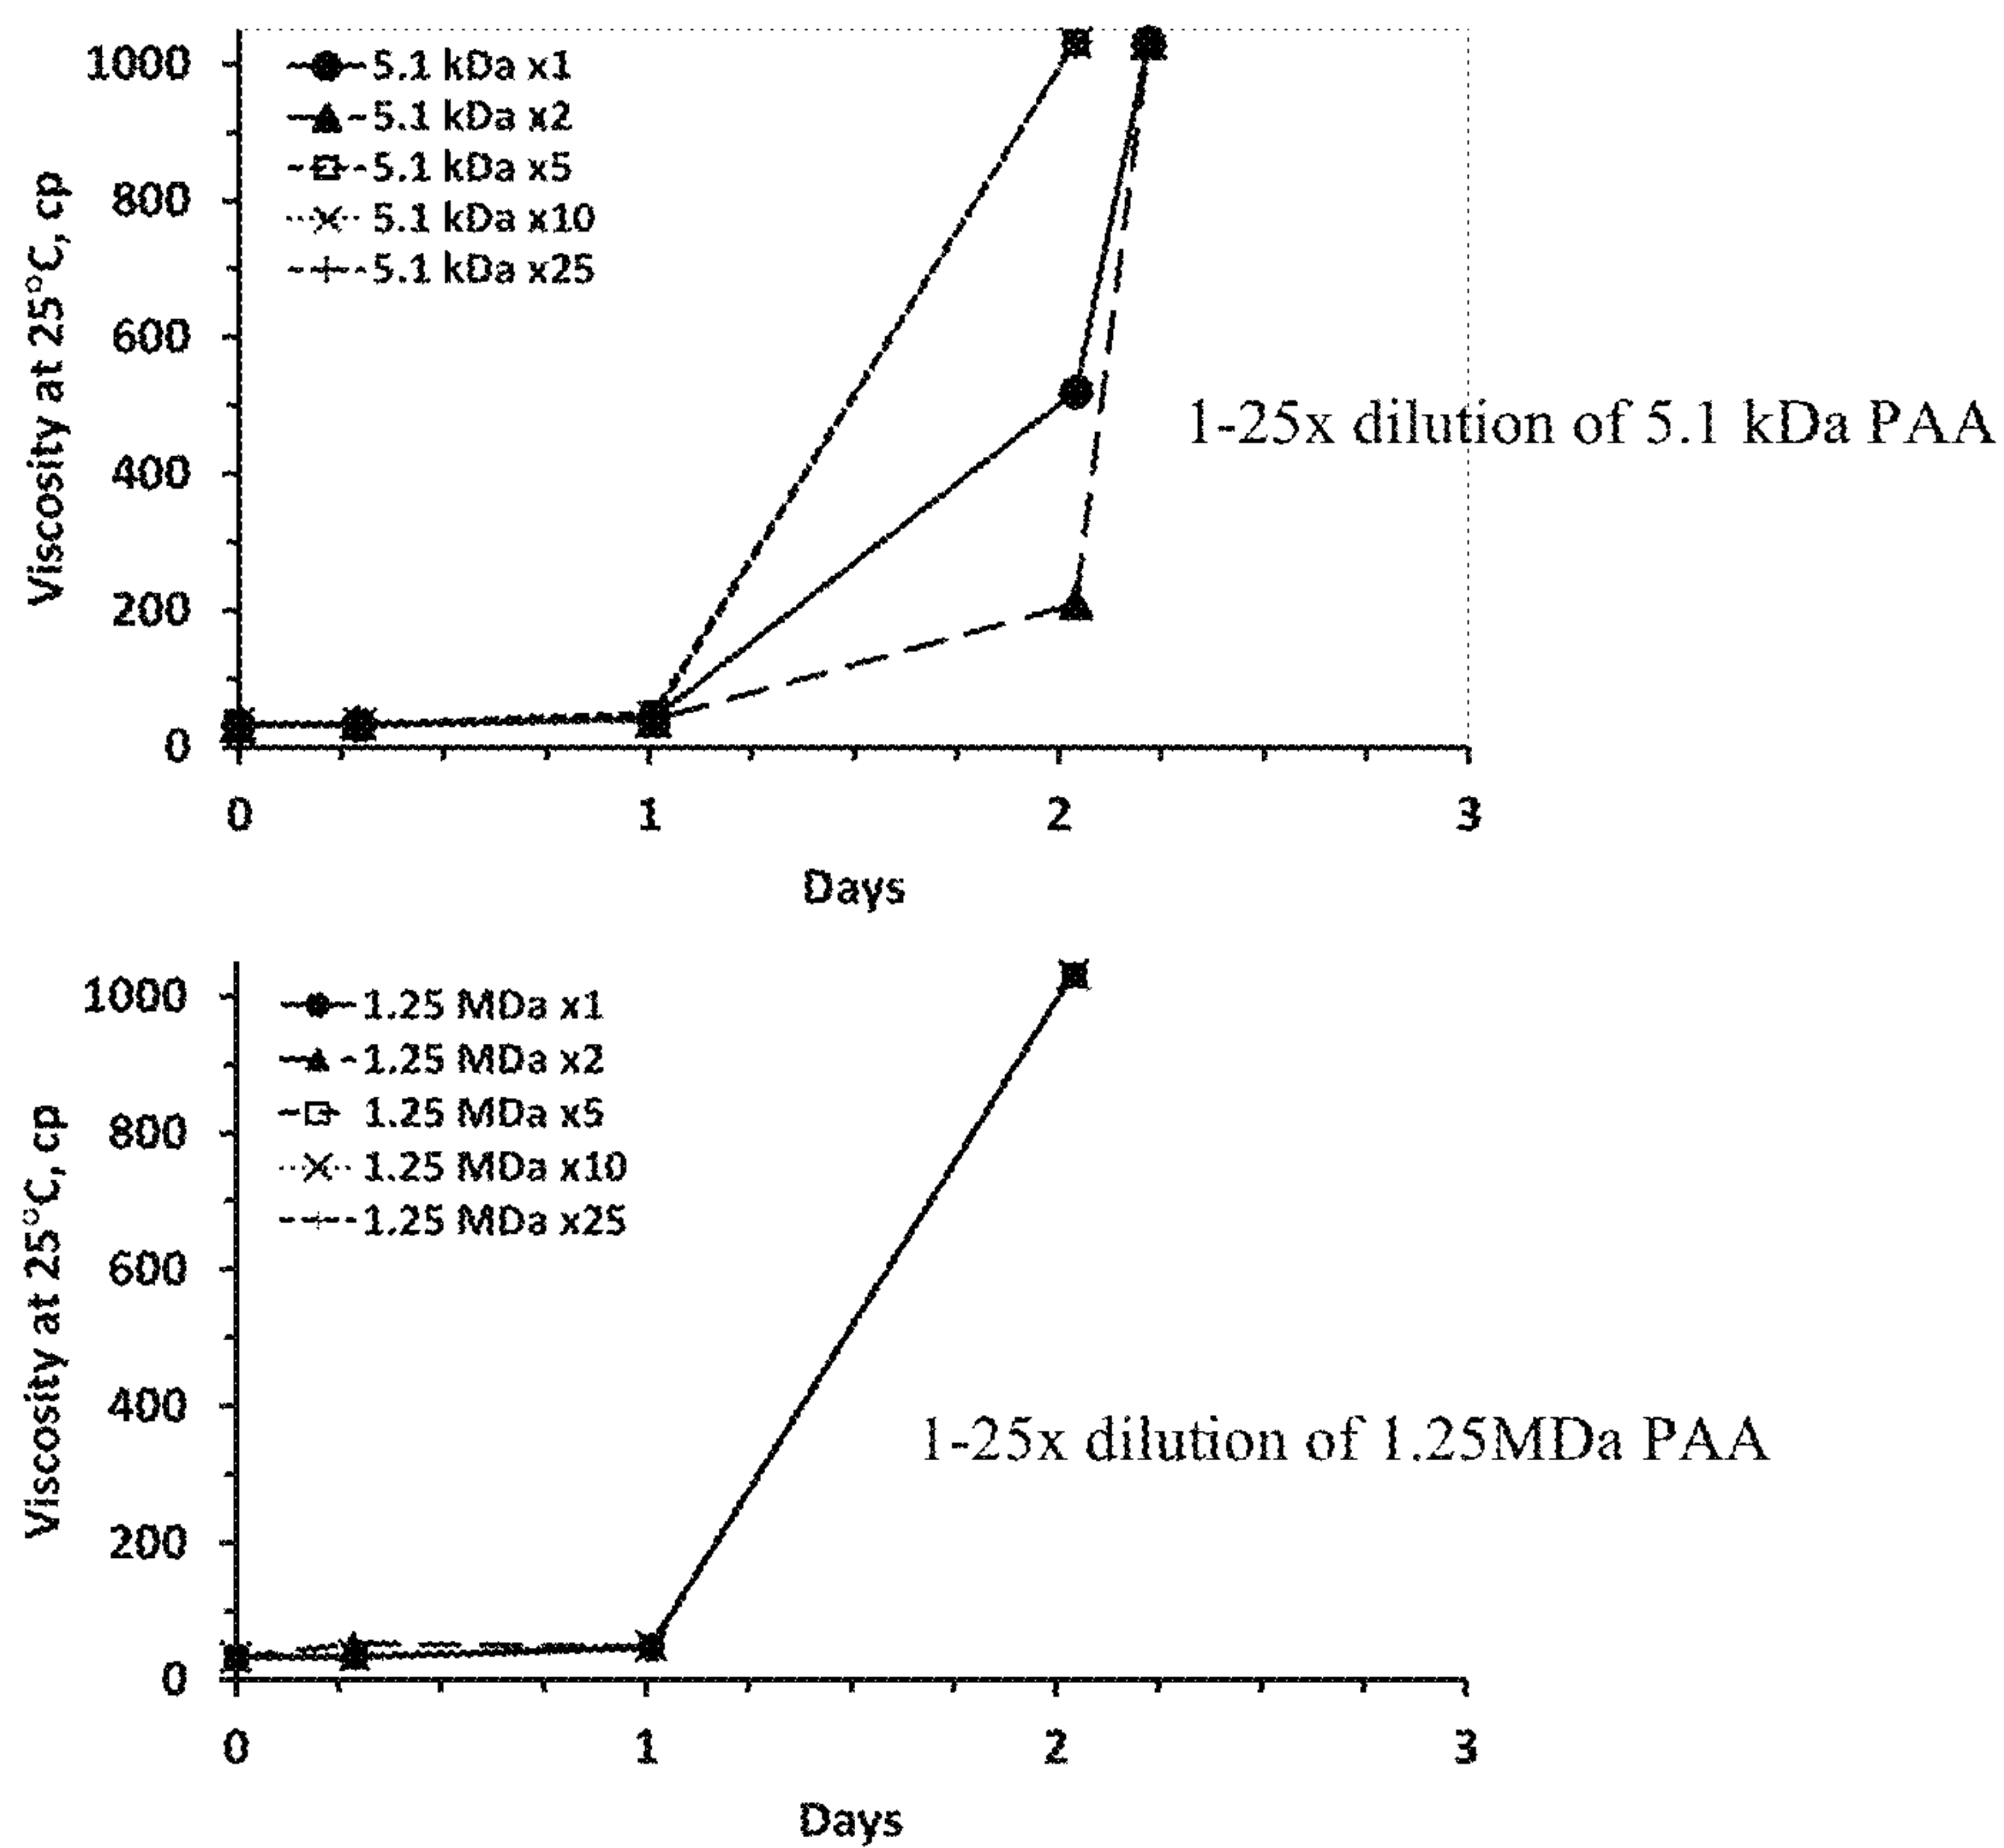 1000
800
600
400
200
0
Viscosity at 25°C, cp
5.1 kDa x1
5.1 kDa x2
5.1 kDa x5
5.1 kDa x10
5.1 kDa x25
1-25x dilution of 5.1 kDa PAA
0 1 2 3
Days
1000
800
600
400
200
0
Viscosity at 25°C, cp
1.25 MDa x1
1.25 MDa x2
1.25 MDa x5
1.25 MDa x10
1.25 MDa x25
1-25x dilution of 1.25MDa PAA
0 1 2 3
Days